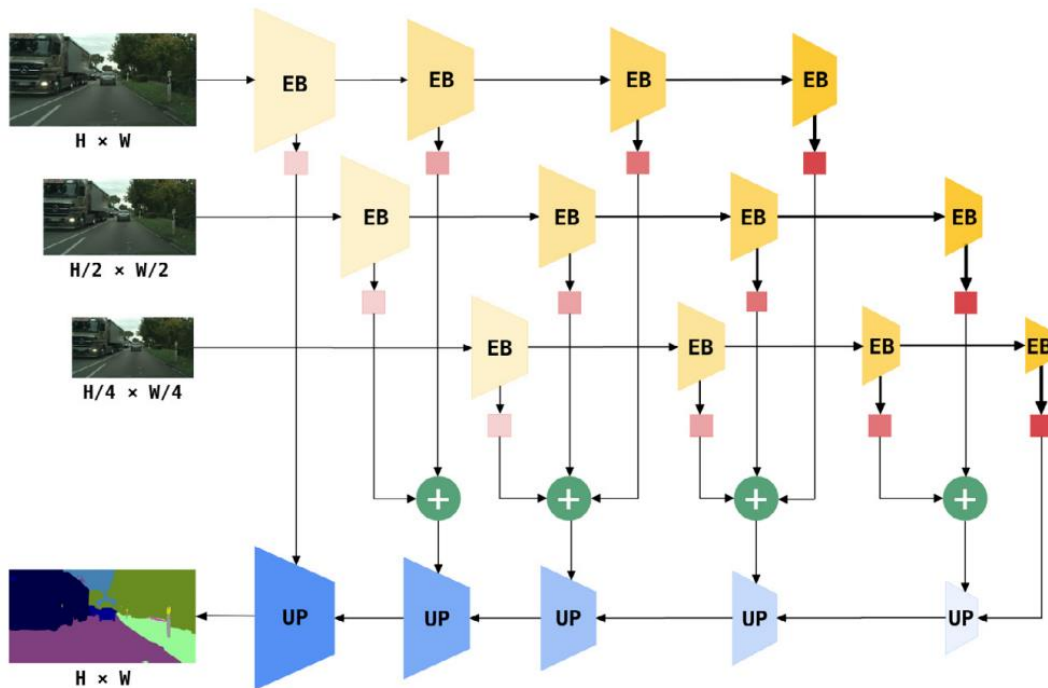 EB EB EB EB
H × W
EB EB EB EB
H/2 × W/2
EB EB EB EB
H/4 × W/4
+ + + +
UP UP UP UP UP
H × W